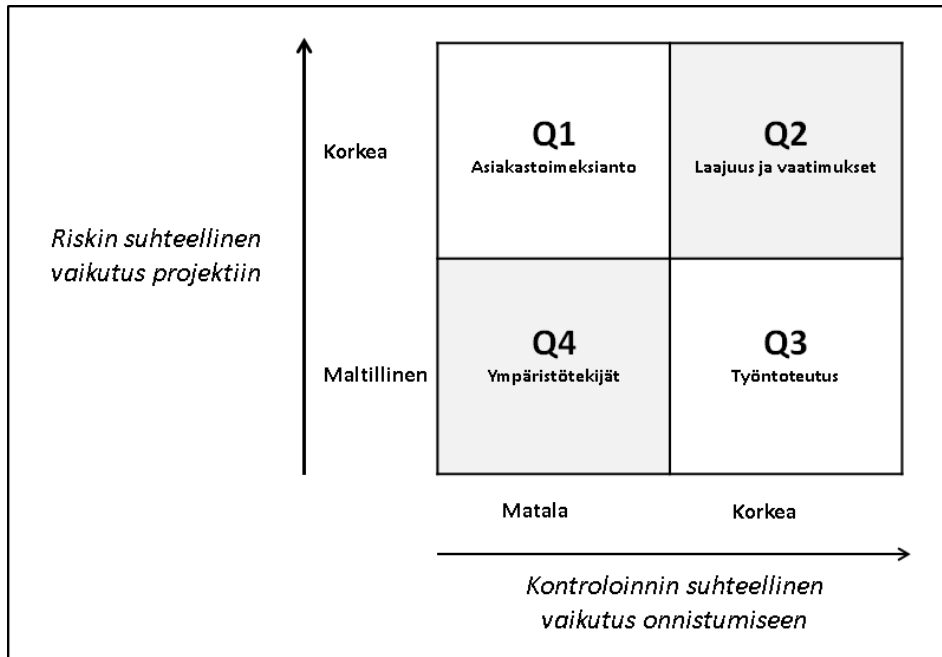 Korkea
Q1
Asiakastoimeksianto
Q2
Laajuus ja vaatimukset
Riskin suhteellinen
vaikutus projektiin
Maltillinen
Q4
Ympäristötekijät
Q3
Työntoteutus
Matala
Korkea
Kontroloinnin suhteellinen
vaikutus onnistumiseen